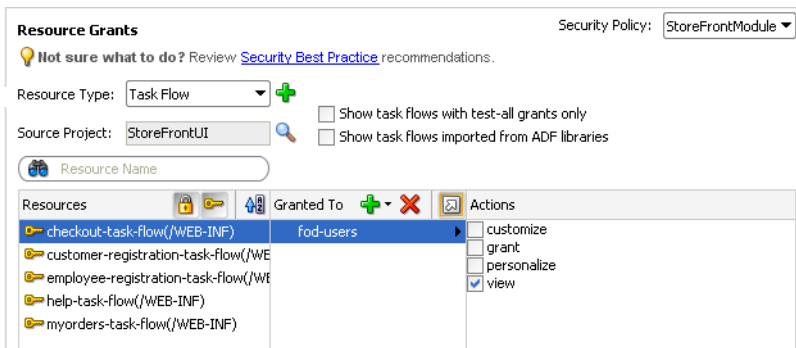 Resource Grants
Security Policy: StoreFrontModule
Not sure what to do? Review Security Best Practice recommendations.
Resource Type: Task Flow
Show task flows with test-all grants only
Source Project: StoreFrontUI
Show task flows imported from ADF libraries
Resource Name
Resources Granted To Actions
checkout-task-flow(/WEB-INF) fod-users customize
grant
customer-registration-task-flow(/WE
personalize
employee-registration-task-flow(/WE
view
help-task-flow(/WEB-INF)
myorders-task-flow(/WEB-INF)